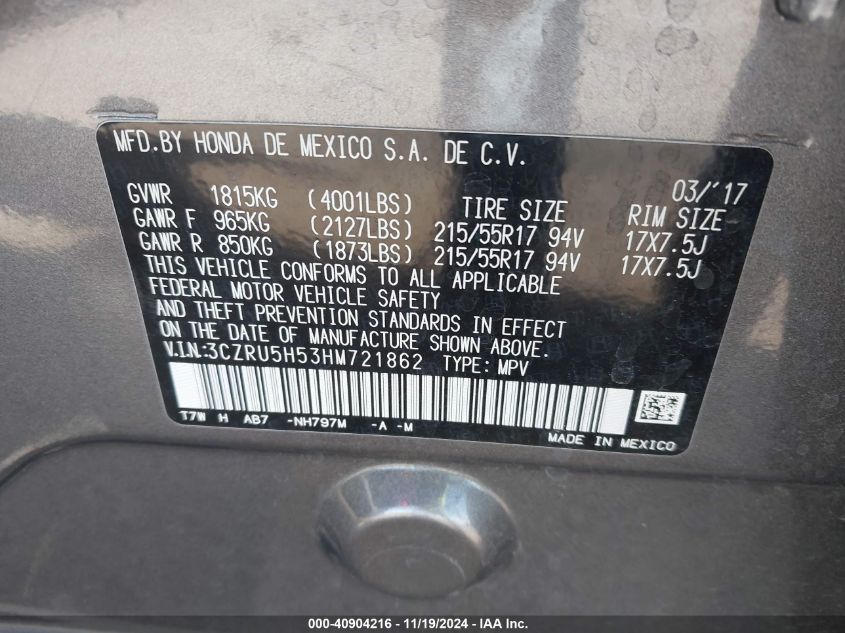 MFD.BY HONDA DE MEXICO S.A. DE C.V.
03/'17
GVWR 1815KG (4001LBS) TIRE SIZE RIM SIZE
GAWR F 965KG (2127LBS) 215/55R17 94V 17X7.5J
GAWR R 850KG (1873LBS) 215/55R17 94V 17X7.5J
THIS VEHICLE CONFORMS TO ALL APPLICABLE
FEDERAL MOTOR VEHICLE SAFETY
AND THEFT PREVENTION STANDARDS IN EFFECT
ON THE DATE OF MANUFACTURE SHOWN ABOVE.
V.I.N:3CZRU5H53HM721862 TYPE: MPV
T7W H AB7 -NH797M -A -M
MADE IN MEXICO
000-40904216 - 11/19/2024 - IAA Inc.